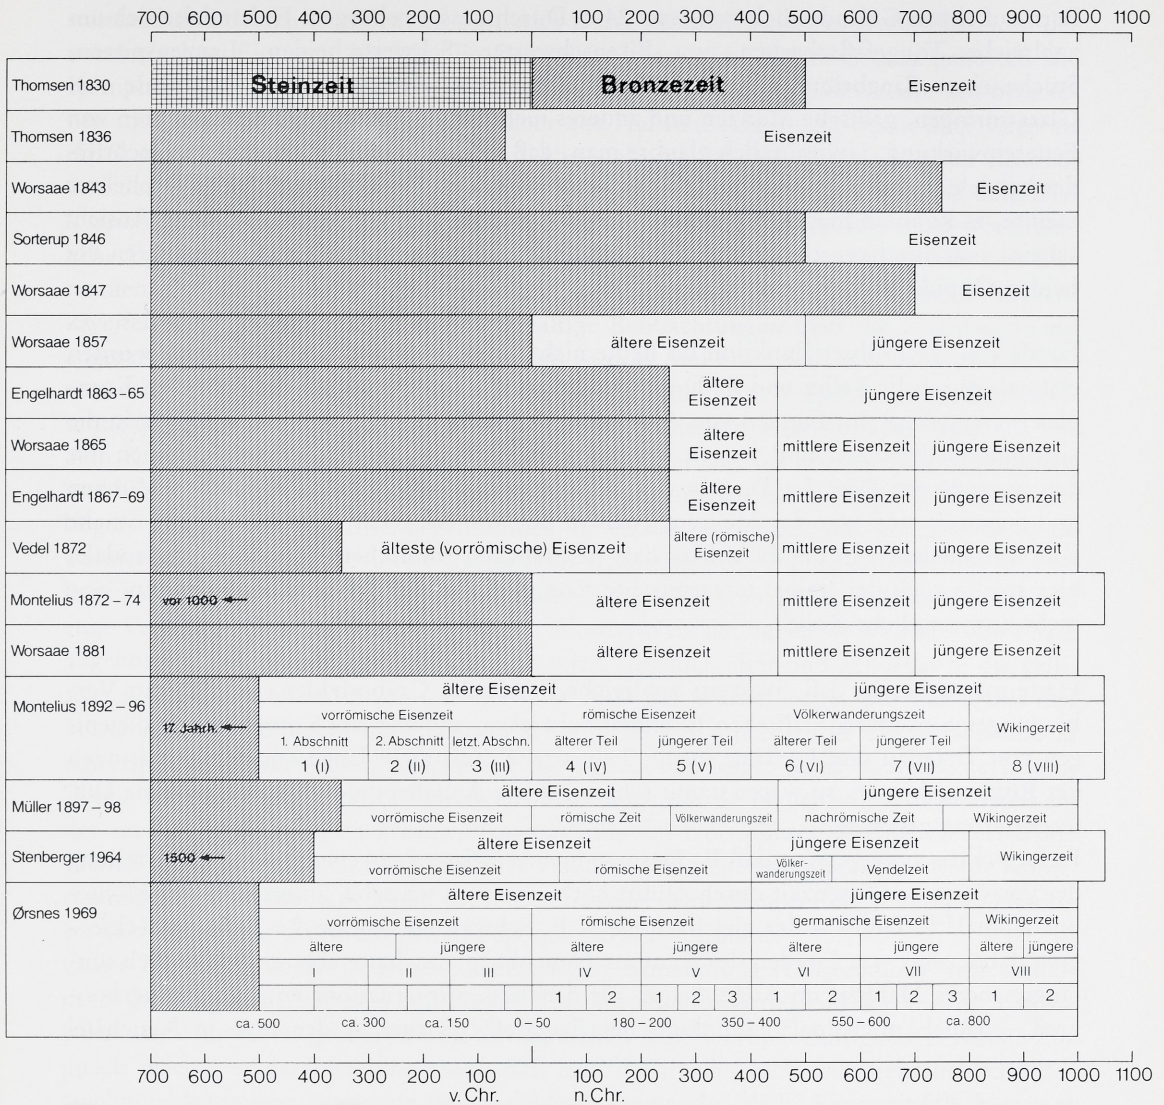 700 600 500 400 300 200 100 100 200 300 400 500 600 700 800 900 1000 1100
Thomsen 1830 Steinzeit Bronzezeit Eisenzeit
Thomsen 1836 Eisenzeit
Worsaae 1843 Eisenzeit
Sorterup 1846 Eisenzeit
Worsaae 1847 Eisenzeit
Worsaae 1857 ältere Eisenzeit jüngere Eisenzeit
Engelhardt 1863-65 ältere Eisenzeit jüngere Eisenzeit
Worsaae 1865 ältere Eisenzeit mittlere Eisenzeit jüngere Eisenzeit
Engelhardt 1867-69 ältere Eisenzeit mittlere Eisenzeit jüngere Eisenzeit
Vedel 1872 älteste (vorrömische) Eisenzeit ältere (römische) Eisenzeit mittlere Eisenzeit jüngere Eisenzeit
Montelius 1872-74 vor 1000 ältere Eisenzeit mittlere Eisenzeit jüngere Eisenzeit
Worsaae 1881 ältere Eisenzeit mittlere Eisenzeit jüngere Eisenzeit
Montelius 1892-96 17. Jahrh. ältere Eisenzeit jüngere Eisenzeit
vorrömische Eisenzeit römische Eisenzeit Völkerwanderungszeit Wikingerzeit
1. Abschnitt 2. Abschnitt letzt. Abschn. älterer Teil jüngerer Teil älterer Teil jüngerer Teil
1 (I) 2 (II) 3 (III) 4 (IV) 5 (V) 6 (VI) 7 (VII) 8 (VIII)
Müller 1897-98 ältere Eisenzeit jüngere Eisenzeit
vorrömische Eisenzeit römische Zeit Völkerwanderungszeit nachrömische Zeit Wikingerzeit
Stenberger 1964 1500 ältere Eisenzeit jüngere Eisenzeit Wikingerzeit
vorrömische Eisenzeit römische Eisenzeit Völker-wanderungszeit Vendelzeit
Ørsnes 1969 ältere Eisenzeit jüngere Eisenzeit
vorrömische Eisenzeit römische Eisenzeit germanische Eisenzeit Wikingerzeit
ältere jüngere ältere jüngere ältere jüngere ältere jüngere
I II III IV V VI VII VIII
1 2 1 2 3 1 2 1 2 3 1 2
ca. 500 ca. 300 ca. 150 0-50 180-200 350-400 550-600 ca. 800
700 600 500 400 300 200 100 100 200 300 400 500 600 700 800 900 1000 1100
v. Chr. n. Chr.